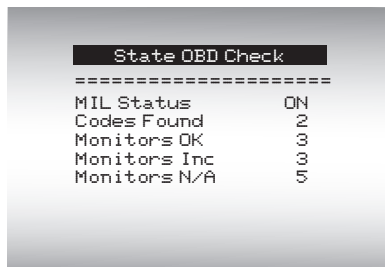 State OBD Check
=====================
MIL Status ON
Codes Found 2
Monitors OK 3
Monitors Inc 3
Monitors N/A 5